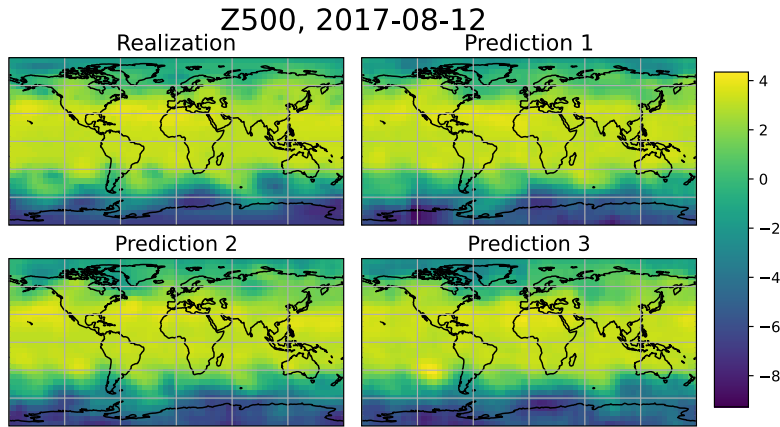 Z500, 2017-08-12
Realization
Prediction 1
Prediction 2
Prediction 3
4
2
0
−2
−4
−6
−8